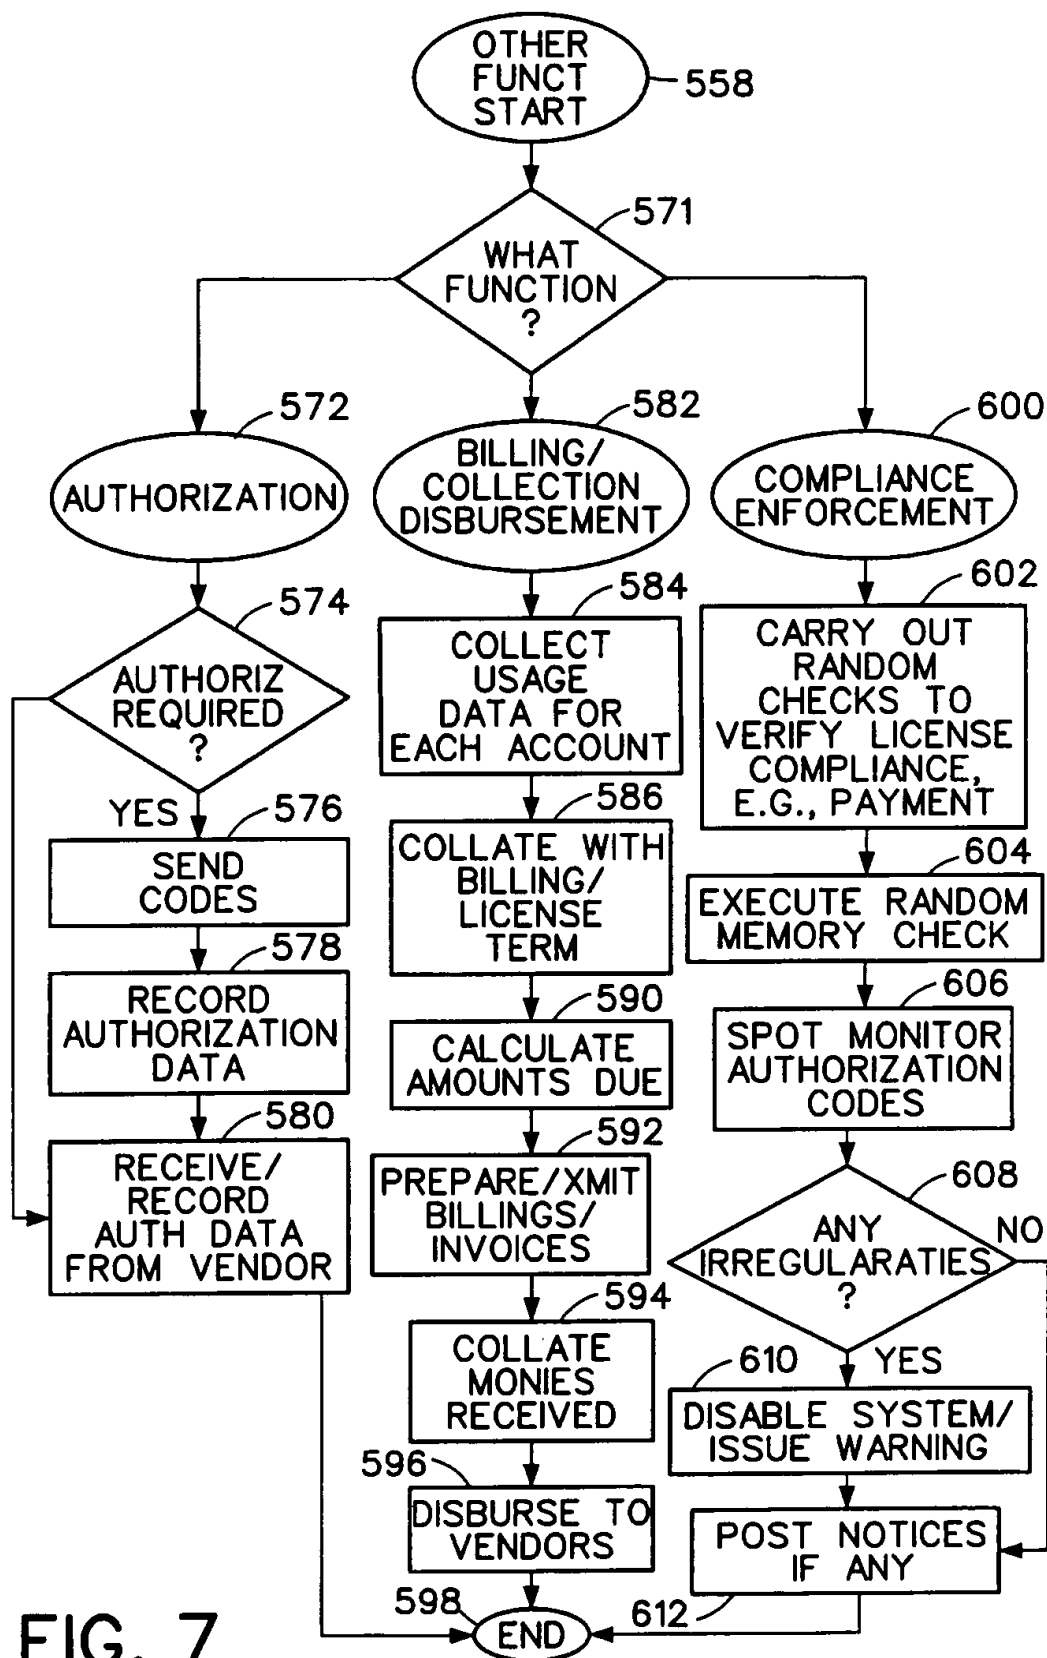 OTHER
FUNCT
START
558
571
WHAT
FUNCTION
?
572
AUTHORIZATION
574
AUTHORIZ
REQUIRED
?
YES
576
SEND
CODES
578
RECORD
AUTHORIZATION
DATA
580
RECEIVE/
RECORD
AUTH DATA
FROM VENDOR
582
BILLING/
COLLECTION
DISBURSEMENT
584
COLLECT
USAGE
DATA FOR
EACH ACCOUNT
586
COLLATE WITH
BILLING/
LICENSE
TERM
590
CALCULATE
AMOUNTS DUE
592
PREPARE/XMIT
BILLINGS/
INVOICES
594
COLLATE
MONIES
RECEIVED
596
DISBURSE TO
VENDORS
598
END
600
COMPLIANCE
ENFORCEMENT
602
CARRY OUT
RANDOM
CHECKS TO
VERIFY LICENSE
COMPLIANCE,
E.G., PAYMENT
604
EXECUTE RANDOM
MEMORY CHECK
606
SPOT MONITOR
AUTHORIZATION
CODES
608
ANY
IRREGULARATIES
?
NO
YES
610
DISABLE SYSTEM/
ISSUE WARNING
POST NOTICES
IF ANY
612
FIG. 7